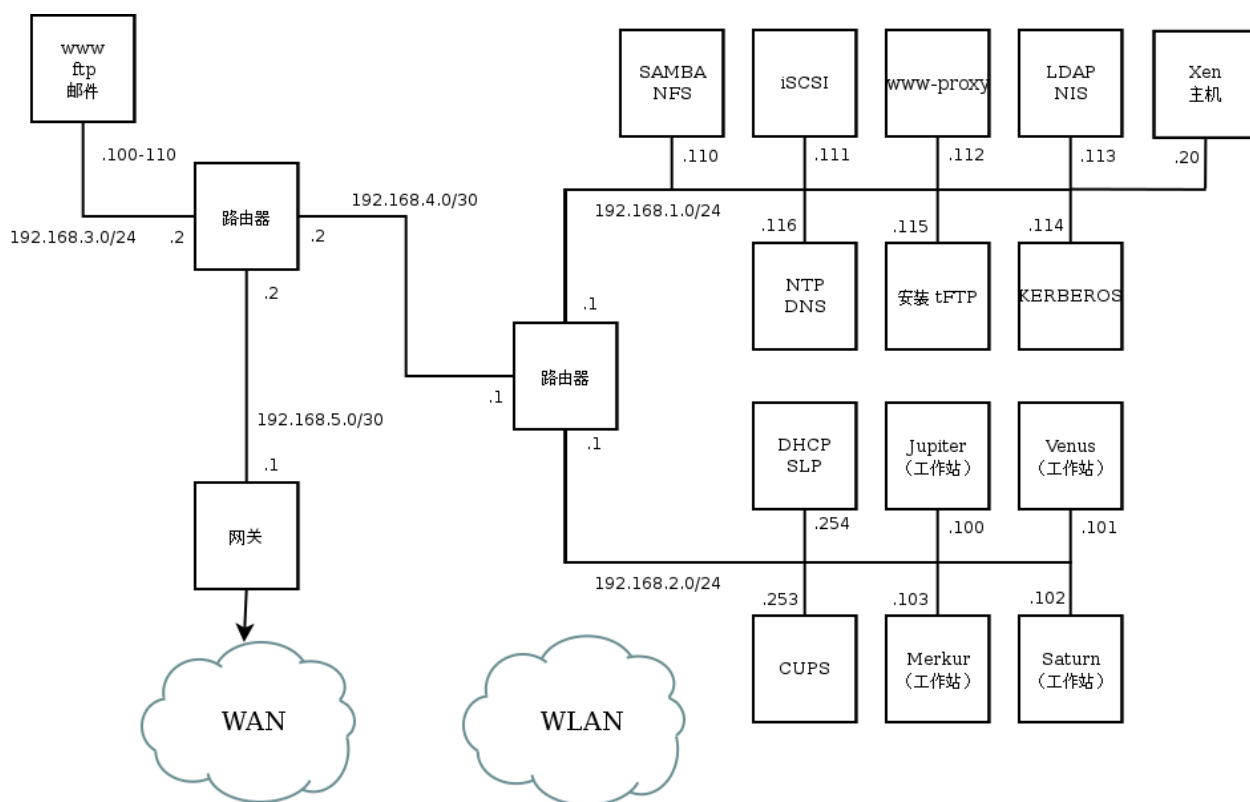 www
ftp
邮件
.100-110
192.168.3.0/24
.2
路由器
.2
.2
192.168.4.0/30
192.168.5.0/30
.1
网关
WAN
WLAN
.1
路由器
.1
.1
SAMBA
NFS
iSCSI
www-proxy
LDAP
NIS
Xen
主机
.110
.111
.112
.113
.20
192.168.1.0/24
.116
.115
.114
NTP
DNS
安装 tFTP
KERBEROS
DHCP
SLP
Jupiter
（工作站）
Venus
（工作站）
.254
.100
.101
192.168.2.0/24
.253
.103
.102
CUPS
Merkur
（工作站）
Saturn
（工作站）